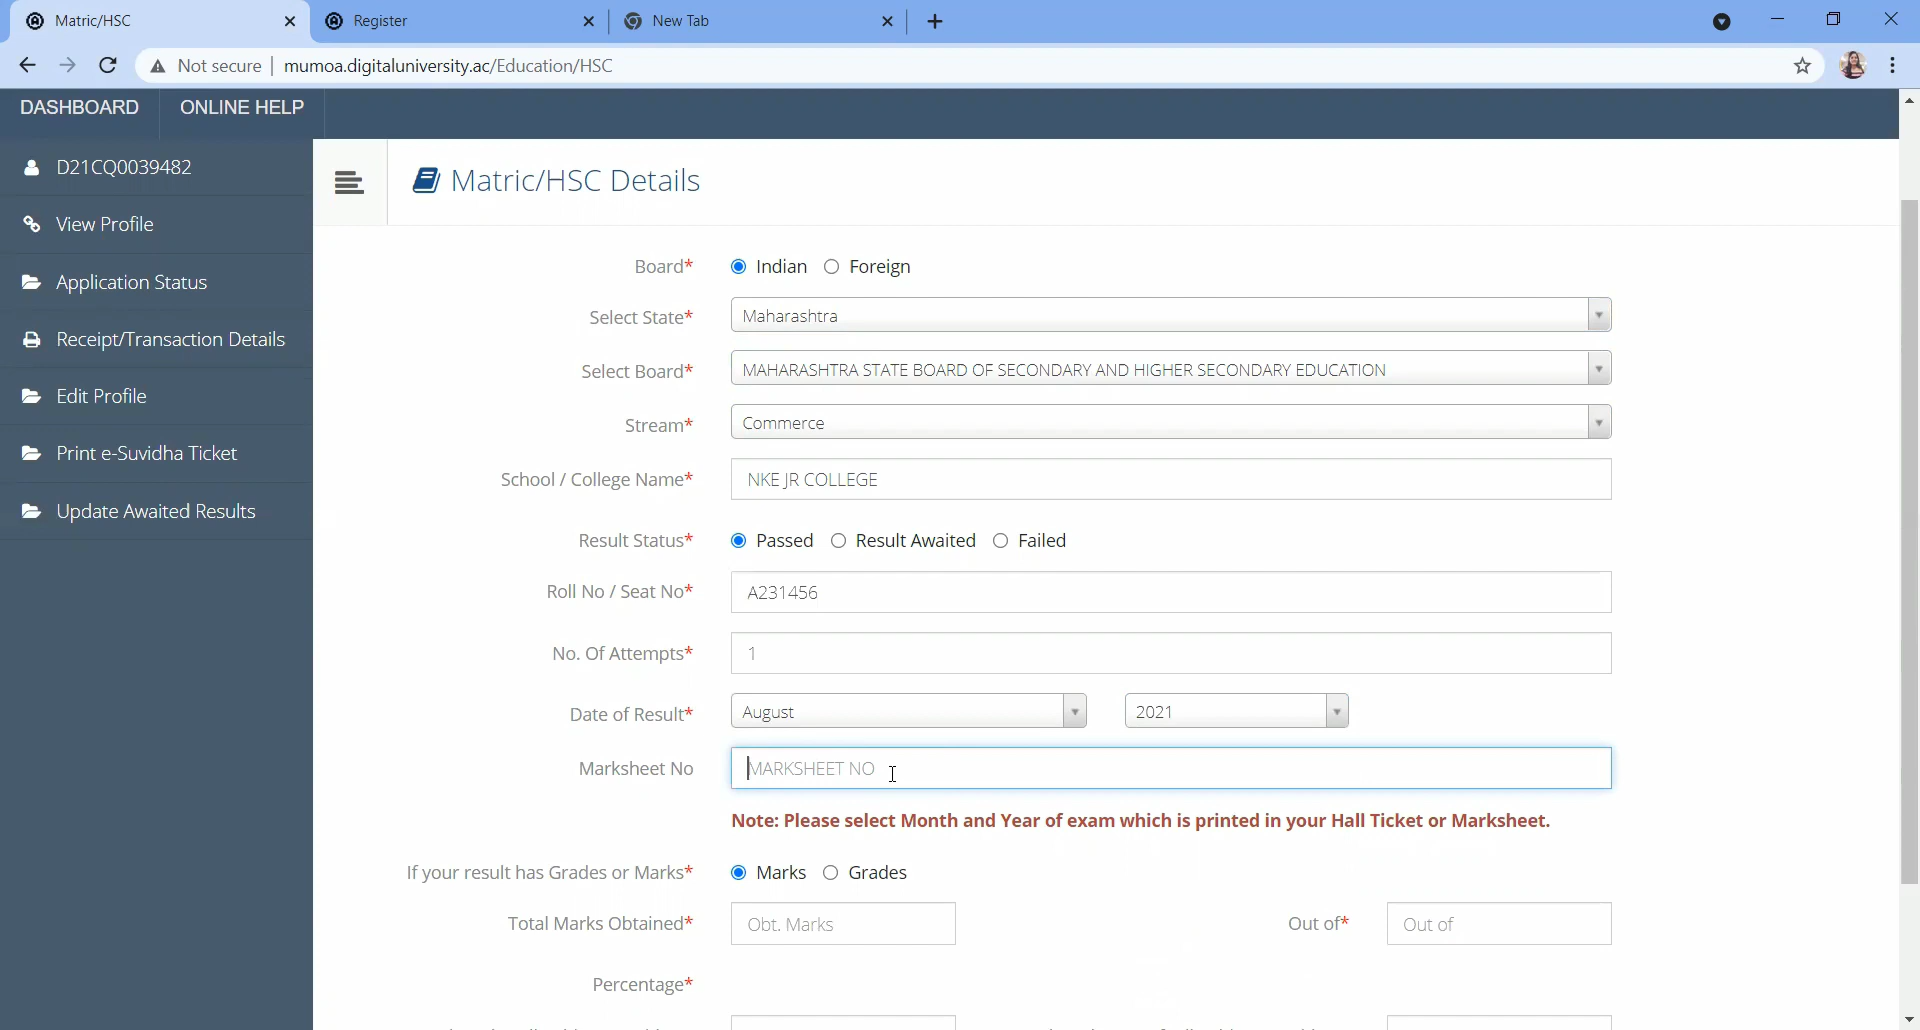 Matric/HSC
Register
New Tab
Not secure | mumoa.digitaluniversity.ac/Education/HSC
DASHBOARD
ONLINE HELP
D21CQ0039482
View Profile
Application Status
Receipt/Transaction Details
Edit Profile
Print e-Suvidha Ticket
Update Awaited Results
Matric/HSC Details
Board* Indian Foreign
Select State* Maharashtra
Select Board* MAHARASHTRA STATE BOARD OF SECONDARY AND HIGHER SECONDARY EDUCATION
Stream* Commerce
School / College Name* NKE JR COLLEGE
Result Status* Passed Result Awaited Failed
Roll No / Seat No* A231456
No. Of Attempts* 1
Date of Result* August 2021
Marksheet No MARKSHEET NO
Note: Please select Month and Year of exam which is printed in your Hall Ticket or Marksheet.
If your result has Grades or Marks* Marks Grades
Total Marks Obtained* Obt. Marks Out of* Out of
Percentage*